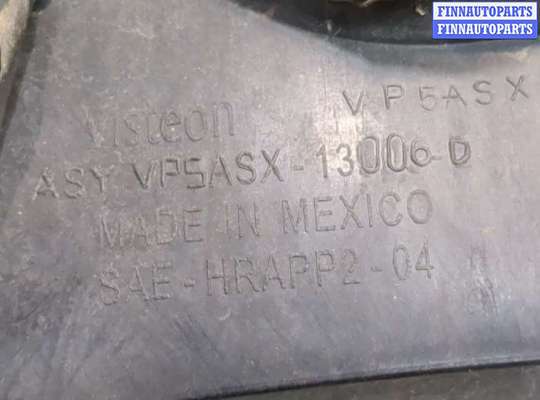 FINNAUTOPARTS
FINNAUTOPARTS
VP5ASX
Visteon
ASY VP5ASX-13006-D
MADE IN MEXICO
SAE-HRAPP2-04